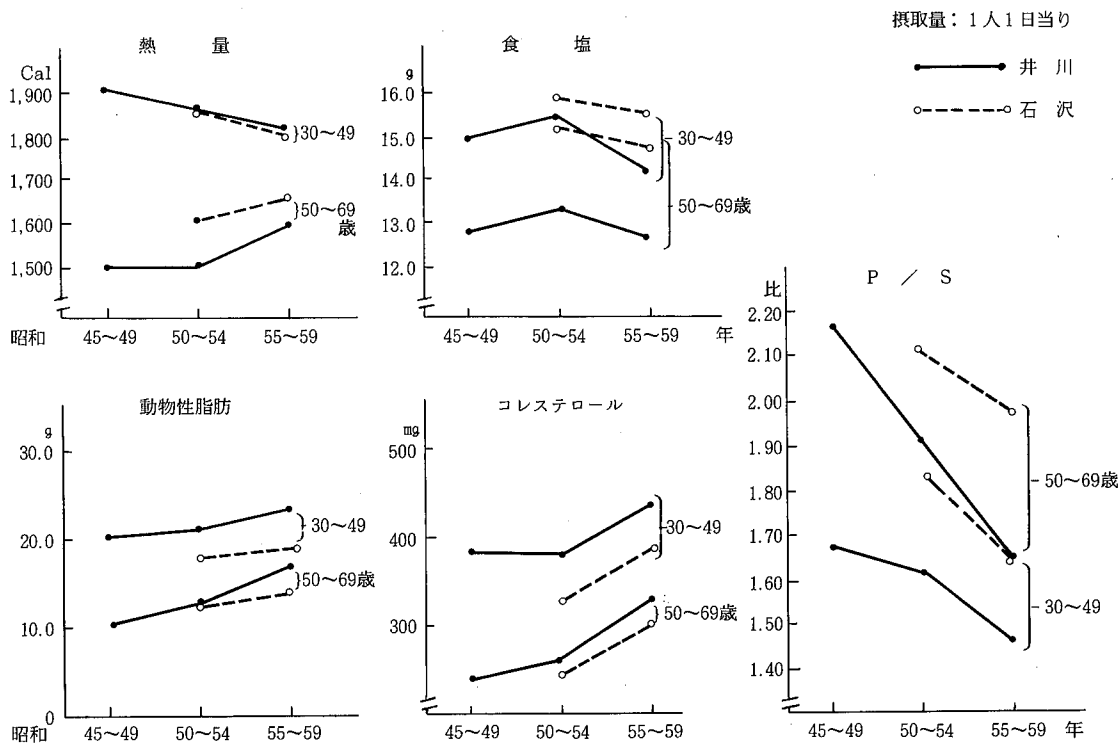 摂取量：1人1日当り
井川
石沢
熱量
Cal
1,900
1,800
1,700
1,600
1,500
30～49
50～69
歳
昭和
45～49
50～54
55～59
食塩
g
16.0
15.0
14.0
13.0
12.0
30～49
50～69歳
45～49
50～54
55～59
年
動物性脂肪
g
30.0
20.0
10.0
0
30～49
50～69歳
昭和
45～49
50～54
55～59
コレステロール
mg
500
400
300
30～49
50～69歳
45～49
50～54
55～59
P／S
比
2.20
2.10
2.00
1.90
1.80
1.70
1.60
1.50
1.40
50～69歳
30～49
45～49
50～54
55～59
年